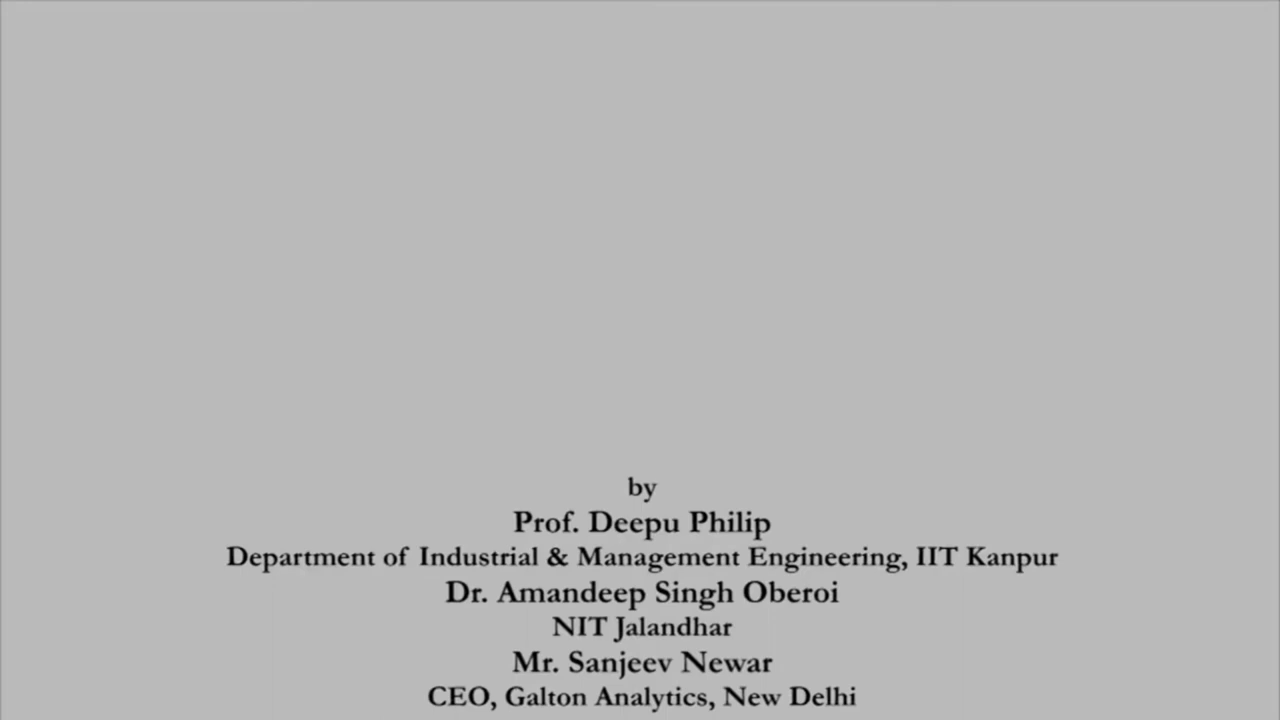 by
Prof. Deepu Philip
Department of Industrial & Management Engineering, IIT Kanpur
Dr. Amandeep Singh Oberoi
NIT Jalandhar
Mr. Sanjeev Newar
CEO, Galton Analytics, New Delhi